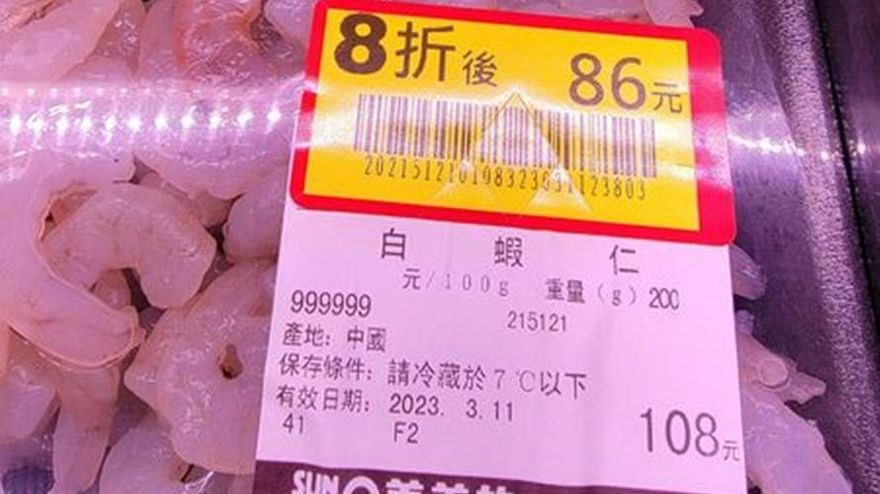 8折後 86元
白蝦仁
元/100g 重量(g) 200
999999 215121
產地: 中國
保存條件: 請冷藏於7℃以下
有效日期: 2023. 3.11
41 F2 108元
SUN